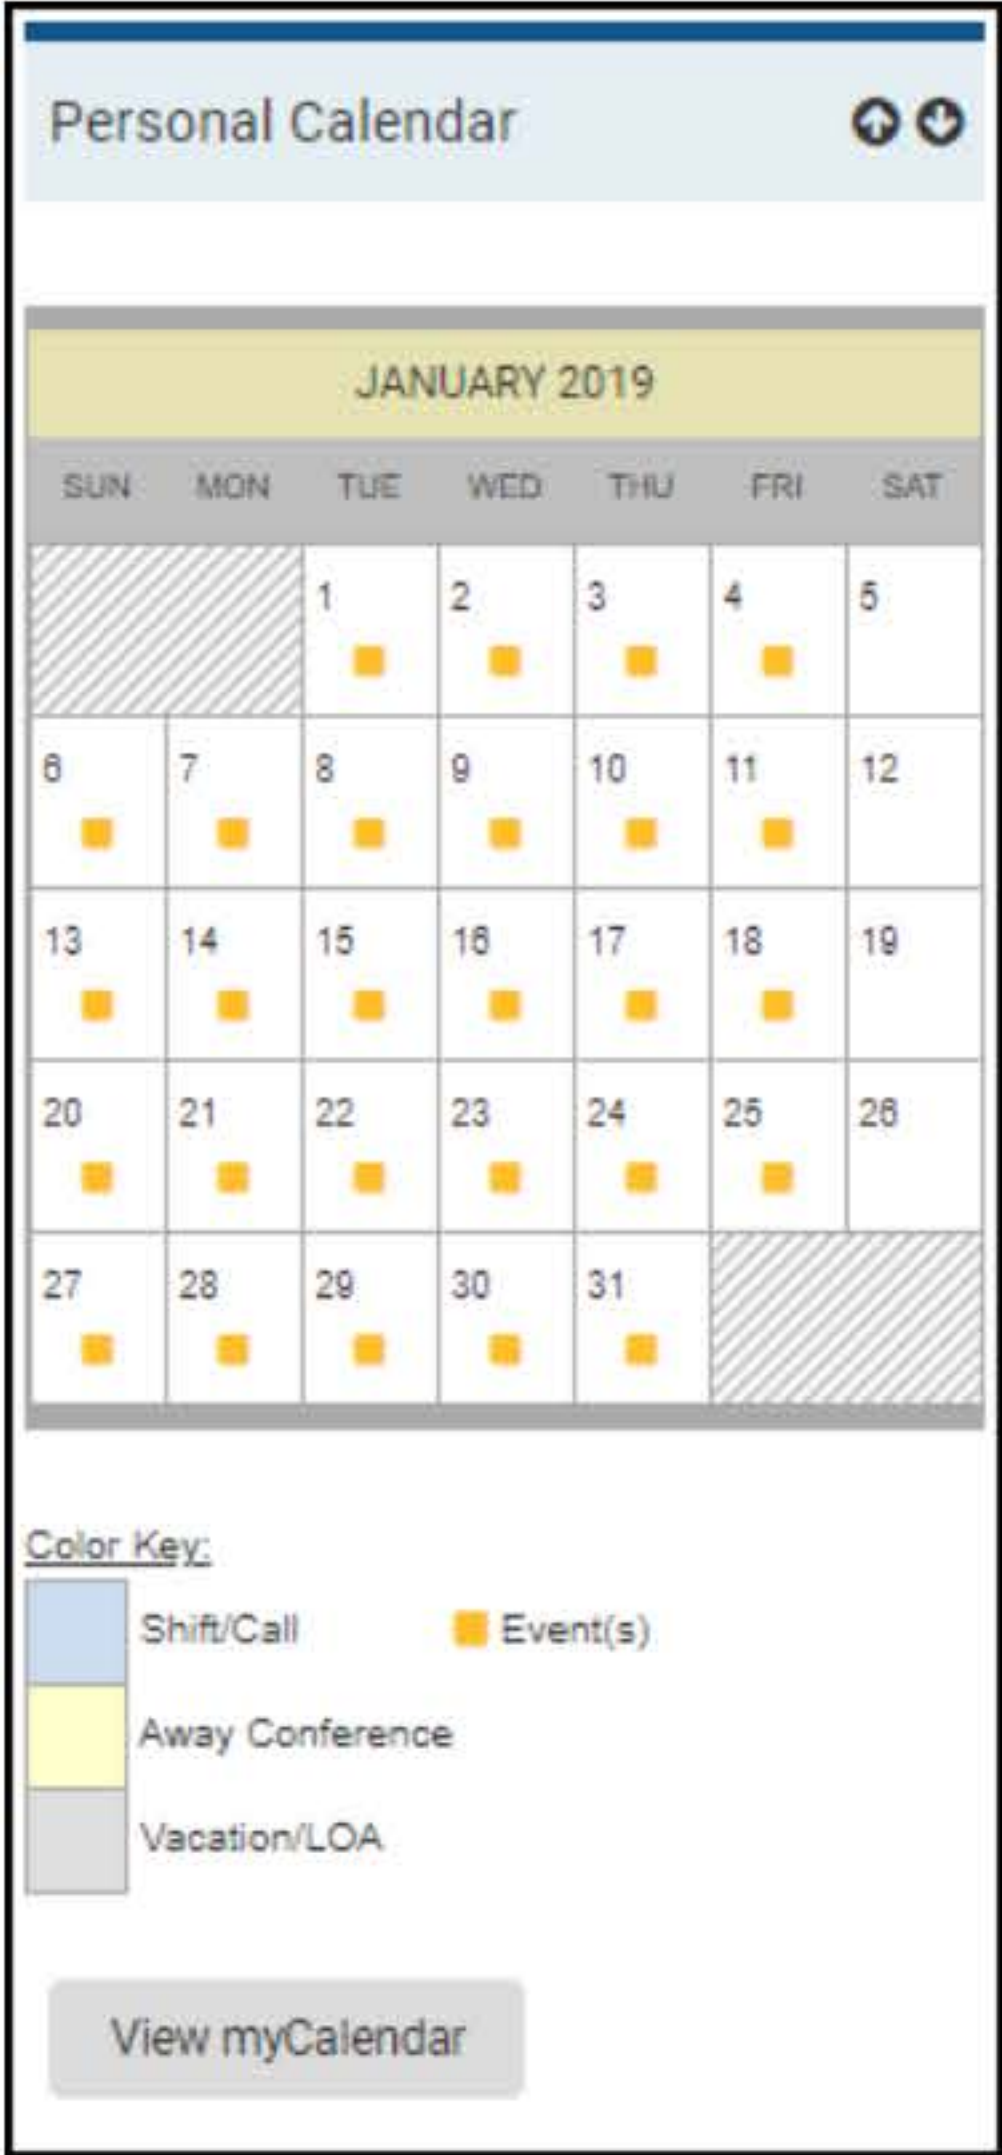 Personal Calendar
JANUARY 2019
SUN MON TUE WED THU FRI SAT
1 2 3 4 5
6 7 8 9 10 11 12
13 14 15 16 17 18 19
20 21 22 23 24 25 26
27 28 29 30 31
Color Key:
Shift/Call Event(s)
Away Conference
Vacation/LOA
View myCalendar